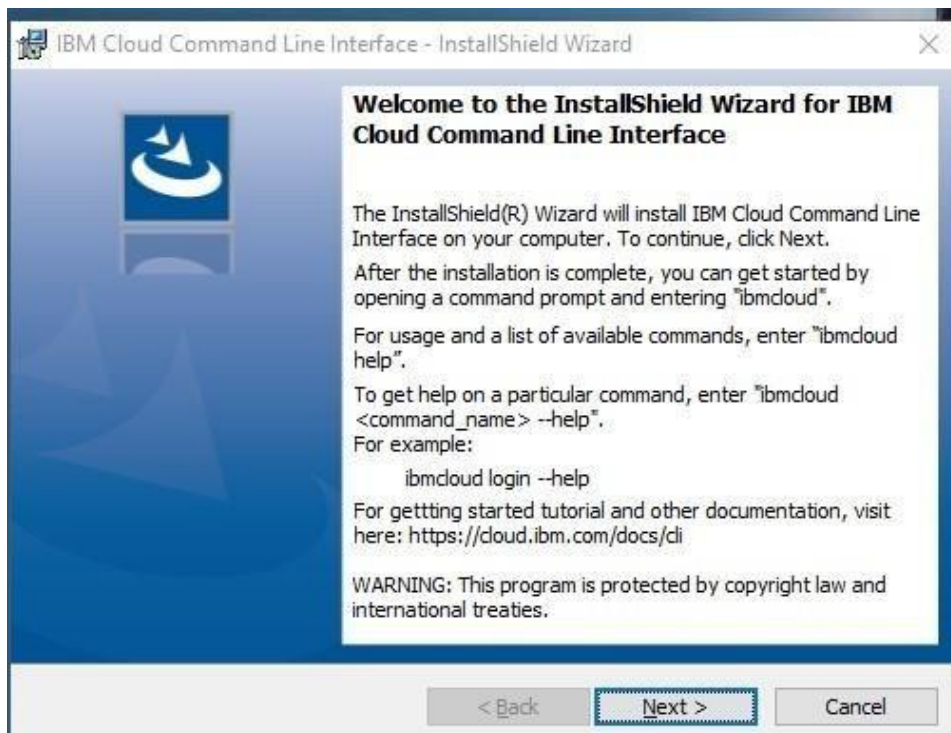 IBM Cloud Command Line Interface - InstallShield Wizard
Welcome to the InstallShield Wizard for IBM
Cloud Command Line Interface
The InstallShield(R) Wizard will install IBM Cloud Command Line
Interface on your computer. To continue, click Next.
After the installation is complete, you can get started by
opening a command prompt and entering "ibmcloud".
For usage and a list of available commands, enter "ibmcloud
help".
To get help on a particular command, enter "ibmcloud
<command_name> --help".
For example:
ibmcloud login --help
For gettting started tutorial and other documentation, visit
here: https://cloud.ibm.com/docs/cli
WARNING: This program is protected by copyright law and
international treaties.
< Back
Next >
Cancel